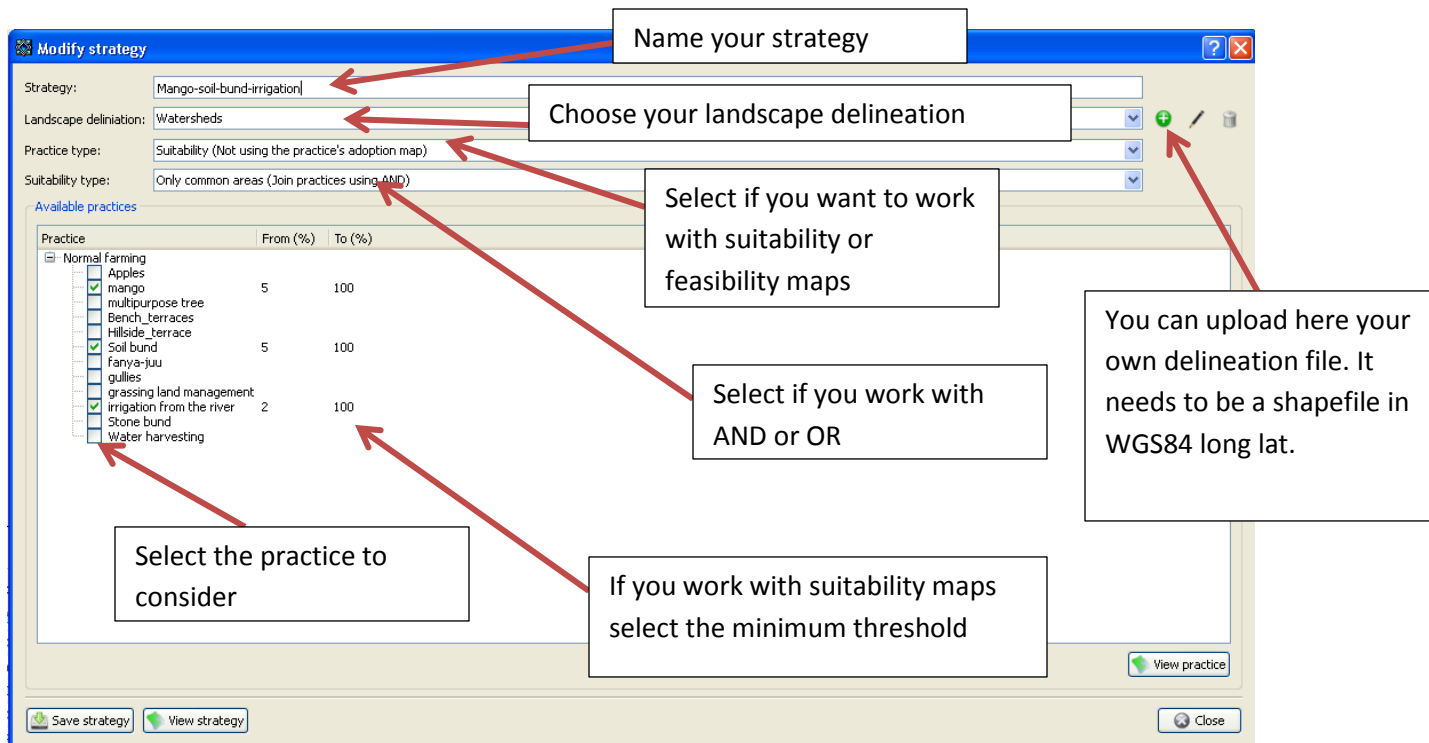 Name your strategy
Modify strategy
Strategy: Mango-soil-bund-irrigation
Choose your landscape delineation
Landscape deliniation: Watersheds
Practice type: Suitability (Not using the practice's adoption map)
Suitability type: Only common areas (Join practices using AND)
Select if you want to work
with suitability or
feasibility maps
Available practices
Practice From (%) To (%)
Normal farming
Apples
mango 5 100
multipurpose tree
Bench_terraces
Hillside_terrace
Soil bund 5 100
fanya-juu
gullies
grassing land management
irrigation from the river 2 100
Stone bund
Water harvesting
You can upload here your
own delineation file. It
needs to be a shapefile in
WGS84 long lat.
Select if you work with
AND or OR
Select the practice to
consider
If you work with suitability maps
select the minimum threshold
View practice
Save strategy View strategy Close